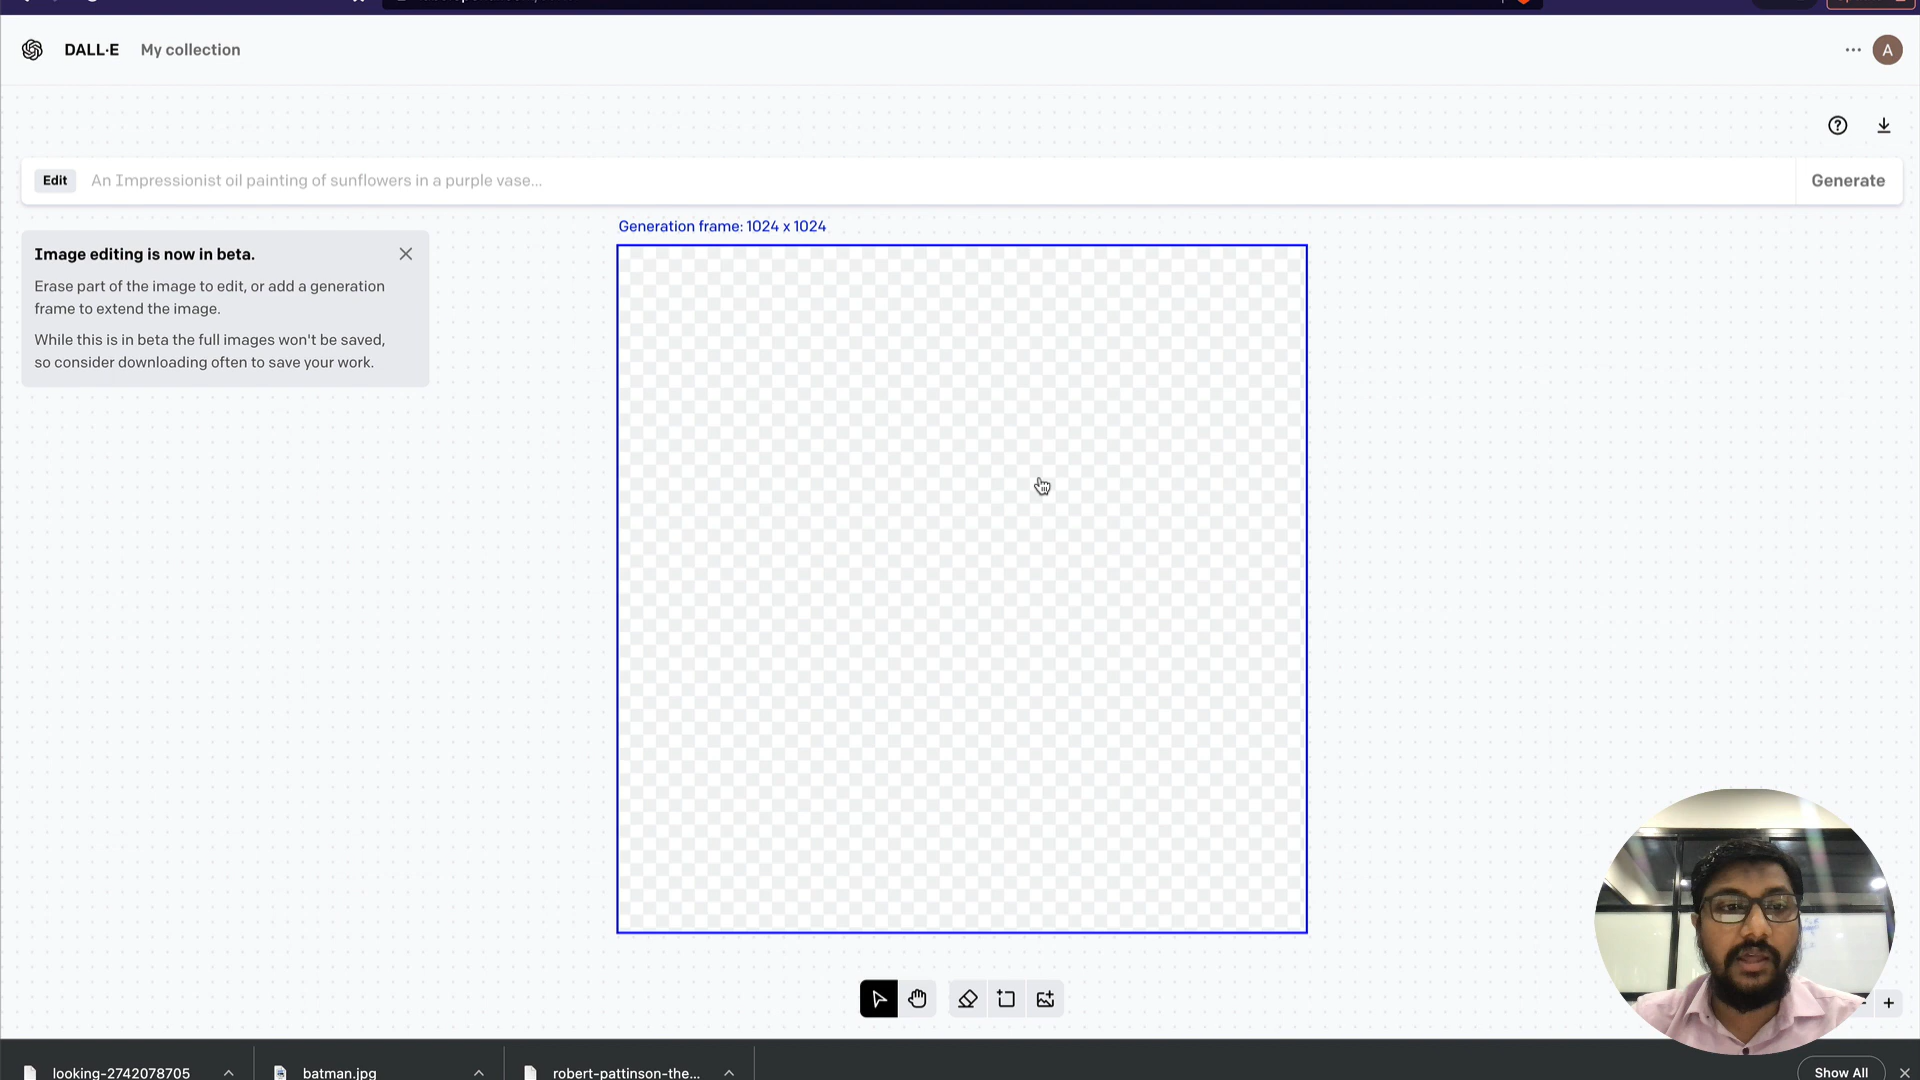 DALL·E My collection
A
Edit An Impressionist oil painting of sunflowers in a purple vase... Generate
Generation frame: 1024 x 1024
Image editing is now in beta.
Erase part of the image to edit, or add a generation
frame to extend the image.
While this is in beta the full images won't be saved,
so consider downloading often to save your work.
looking-2742078705 batman.jpg robert-pattinson-the... Show All